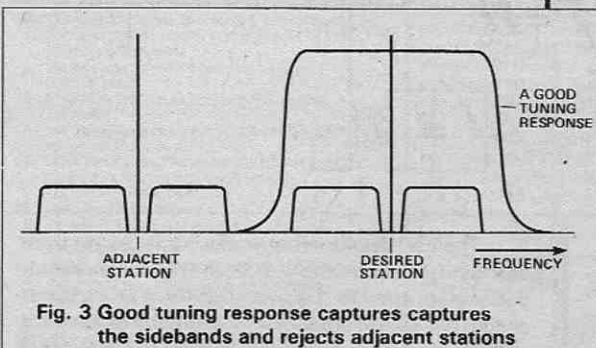 A GOOD
TUNING
RESPONSE
ADJACENT
STATION
DESIRED
STATION
FREQUENCY
Fig. 3 Good tuning response captures captures
the sidebands and rejects adjacent stations